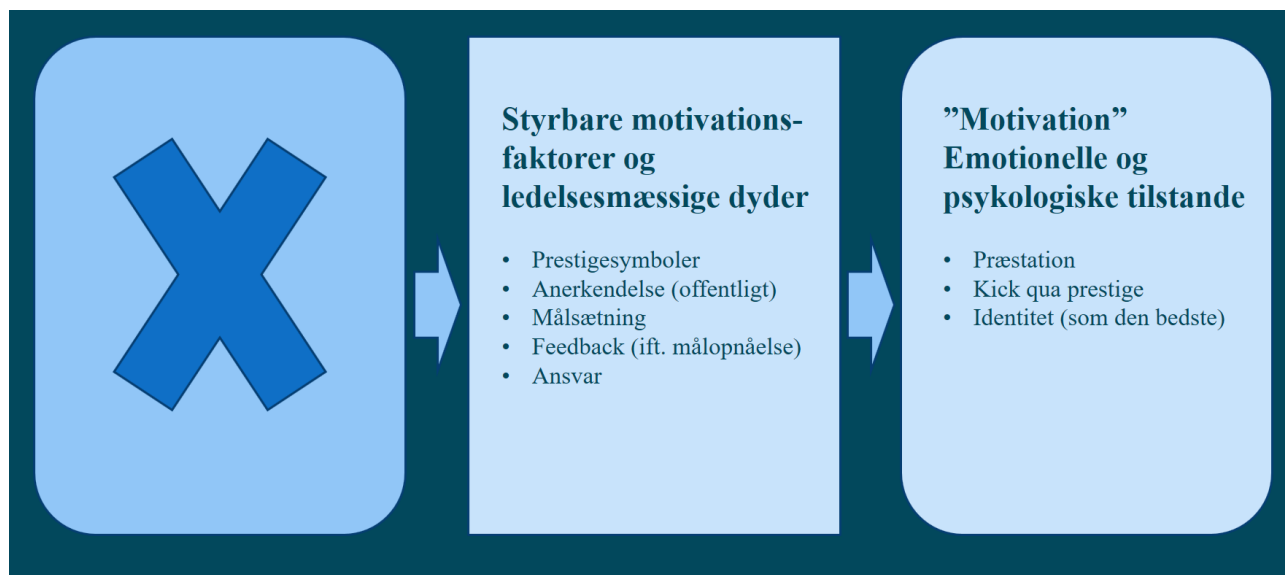 Styrbare motivations-
faktorer og
ledelsesmæssige dyder
• Prestigesymboler
• Anerkendelse (offentligt)
• Målsætning
• Feedback (ift. målopnåelse)
• Ansvar
”Motivation”
Emotionelle og
psykologiske tilstande
• Præstation
• Kick qua prestige
• Identitet (som den bedste)